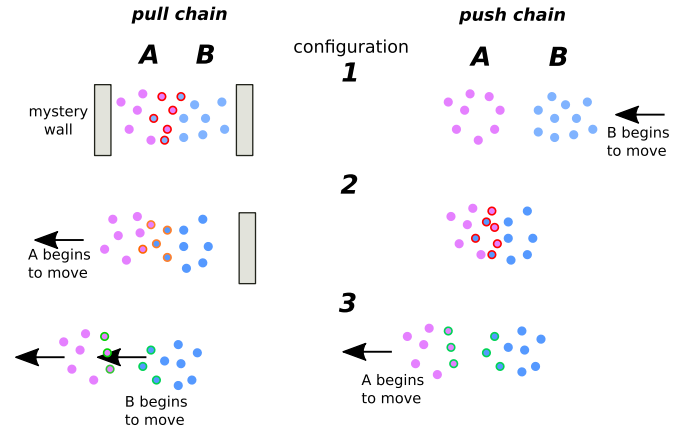 pull chain
push chain
A B
configuration
A B
1
mystery
wall
B begins
to move
2
A begins
to move
3
A begins
to move
B begins
to move